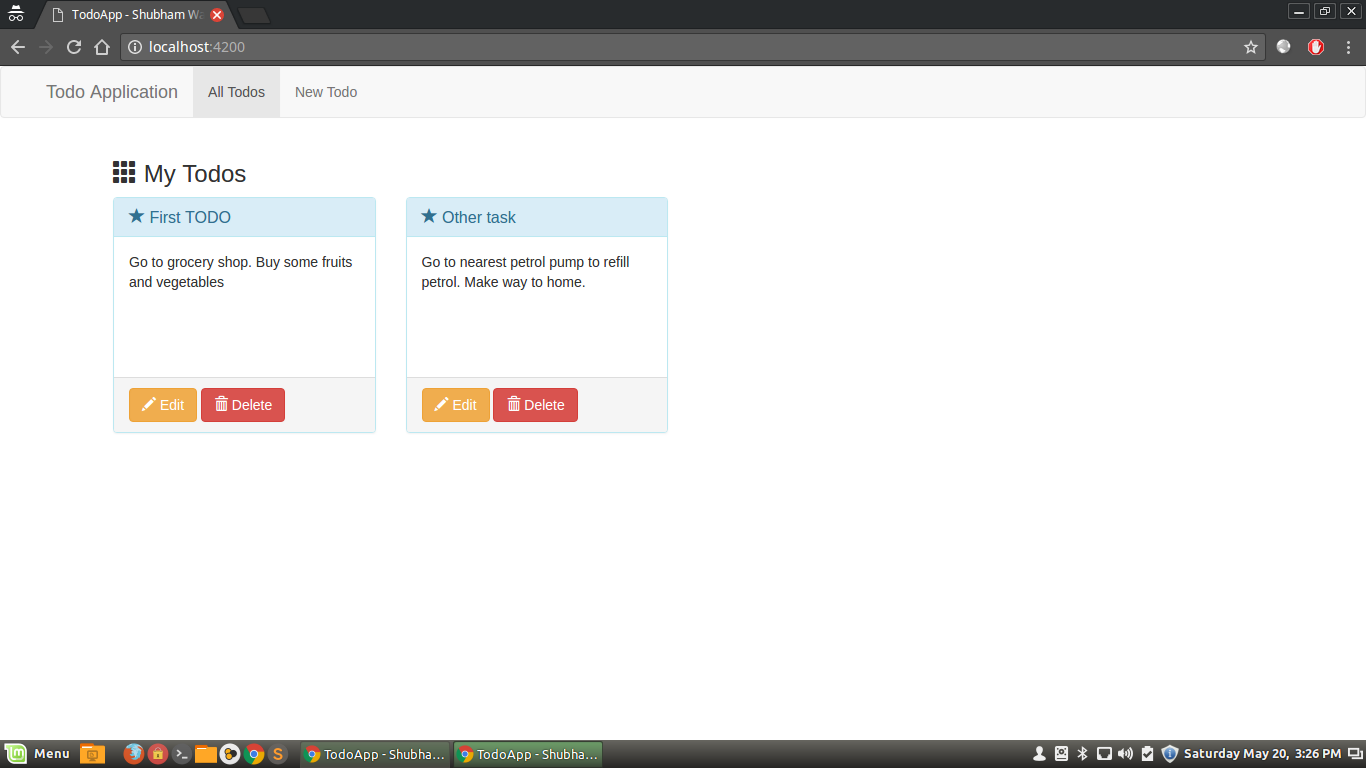 TodoApp - Shubham Wa
localhost:4200
Todo Application All Todos New Todo
My Todos
First TODO
Go to grocery shop. Buy some fruits
and vegetables
Edit Delete
Other task
Go to nearest petrol pump to refill
petrol. Make way to home.
Edit Delete
Menu TodoApp - Shubha... TodoApp - Shubha... Saturday May 20, 3:26 PM